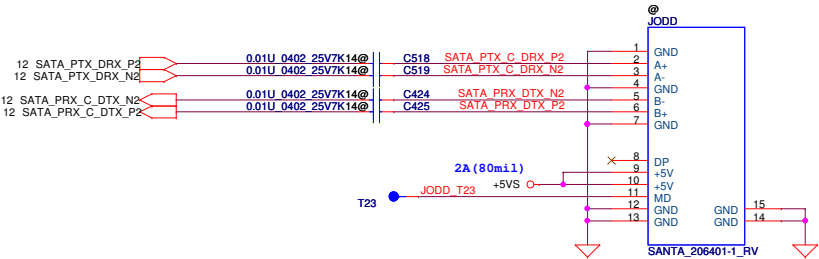 @
JODD
12 SATA_PTX_DRX_P2 0.01U_0402_25V7K14@ C518 SATA_PTX_C_DRX_P2 2 A+
12 SATA_PTX_DRX_N2 0.01U_0402_25V7K14@ C519 SATA_PTX_C_DRX_N2 3 A-
12 SATA_PRX_C_DTX_N2 0.01U_0402_25V7K14@ C424 SATA_PRX_DTX_N2 5 B-
12 SATA_PRX_C_DTX_P2 0.01U_0402_25V7K14@ C425 SATA_PRX_DTX_P2 6 B+
1 GND
4 GND
7 GND
8 DP
2A(80mil) 9 +5V
+5VS 10 +5V
T23 JODD_T23 11 MD
12 GND GND 15
13 GND GND 14
SANTA_206401-1_RV